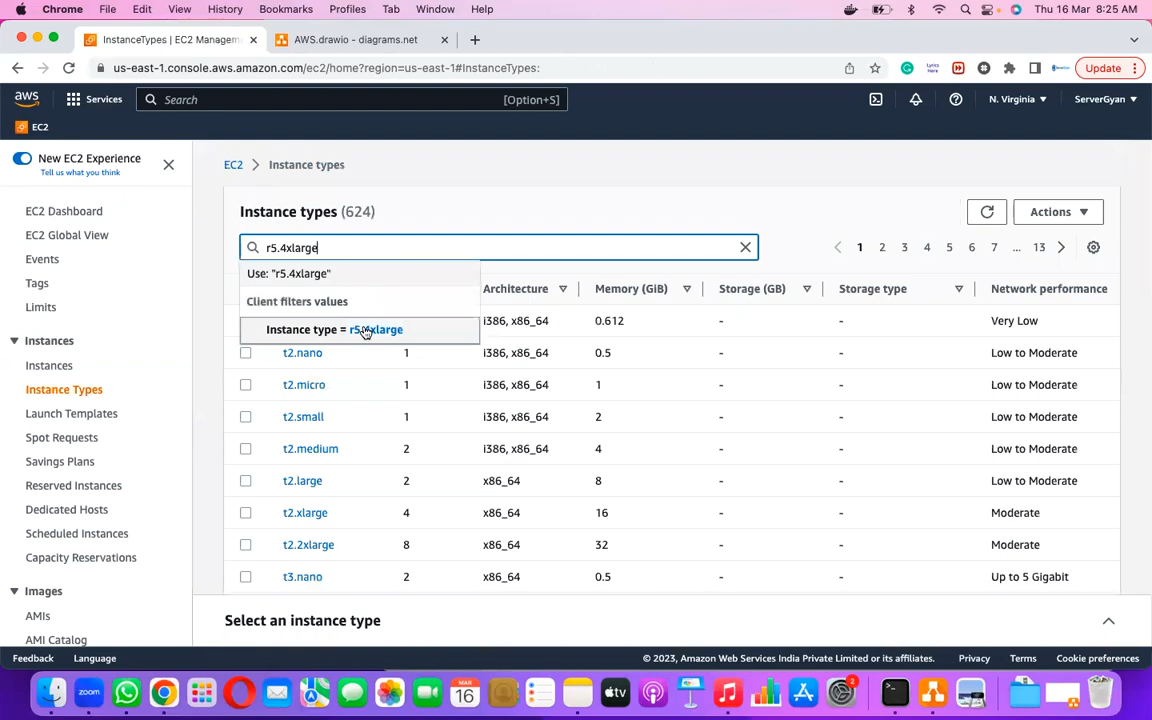 Chrome File Edit View History Bookmarks Profiles Tab Window Help Thu 16 Mar 8:25 AM
InstanceTypes | EC2 Managem
AWS.drawio - diagrams.net
us-east-1.console.aws.amazon.com/ec2/home?region=us-east-1#InstanceTypes:
Update
aws Services Search [Option+S] N. Virginia ServerGyan
EC2
New EC2 Experience
Tell us what you think
EC2 Dashboard
EC2 Global View
Events
Tags
Limits
Instances
Instances
Instance Types
Launch Templates
Spot Requests
Savings Plans
Reserved Instances
Dedicated Hosts
Scheduled Instances
Capacity Reservations
Images
AMIs
AMI Catalog
EC2 > Instance types
Instance types (624)
Actions
r5.4xlarge
1 2 3 4 5 6 7 ... 13
Use: "r5.4xlarge"
Client filters values
Instance type = r5.4xlarge
Architecture Memory (GiB) Storage (GB) Storage type Network performance
i386, x86_64 0.612 - - Very Low
t2.nano 1 i386, x86_64 0.5 - - Low to Moderate
t2.micro 1 i386, x86_64 1 - - Low to Moderate
t2.small 1 i386, x86_64 2 - - Low to Moderate
t2.medium 2 i386, x86_64 4 - - Low to Moderate
t2.large 2 x86_64 8 - - Low to Moderate
t2.xlarge 4 x86_64 16 - - Moderate
t2.2xlarge 8 x86_64 32 - - Moderate
t3.nano 2 x86_64 0.5 - - Up to 5 Gigabit
Select an instance type
Feedback Language © 2023, Amazon Web Services India Private Limited or its affiliates. Privacy Terms Cookie preferences
zoom
MAR
16
tv
2